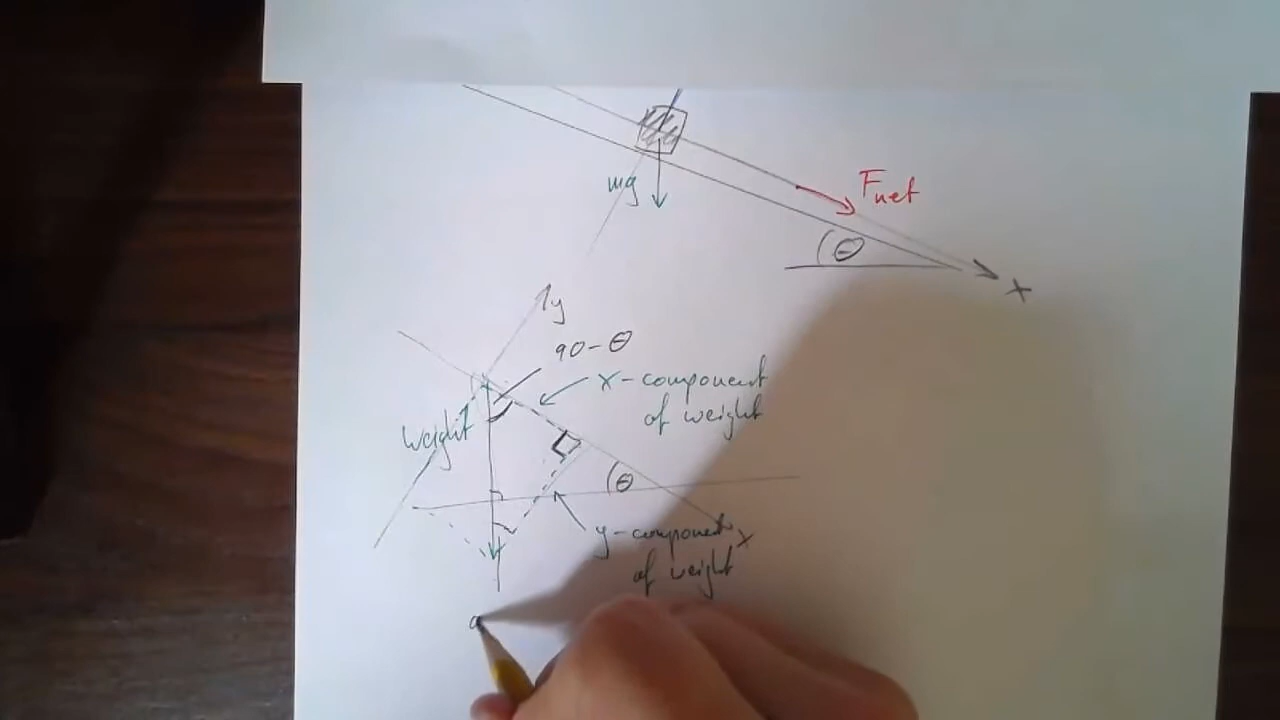 mg
Fnet
θ
x
y
90-θ
x-component
of weight
Weight
θ
y-component
of weight
x